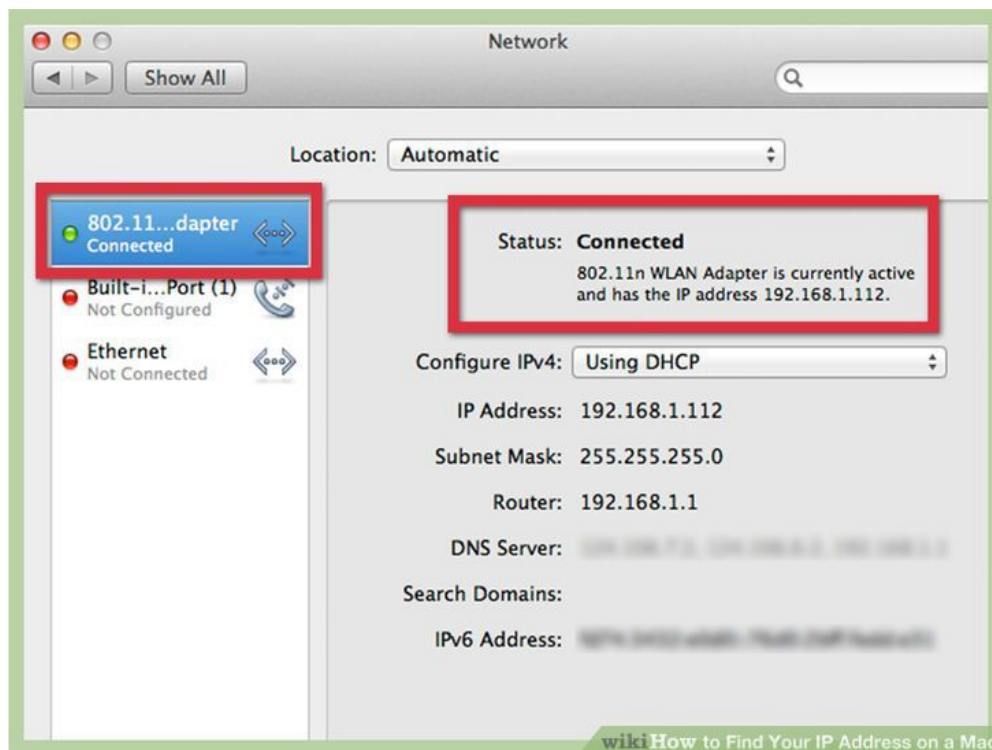 Network
Show All
Location: Automatic
802.11...dapter
Connected
Built-i...Port (1)
Not Configured
Ethernet
Not Connected
Status: Connected
802.11n WLAN Adapter is currently active
and has the IP address 192.168.1.112.
Configure IPv4: Using DHCP
IP Address: 192.168.1.112
Subnet Mask: 255.255.255.0
Router: 192.168.1.1
DNS Server:
Search Domains:
IPv6 Address:
wikiHow to Find Your IP Address on a Mac